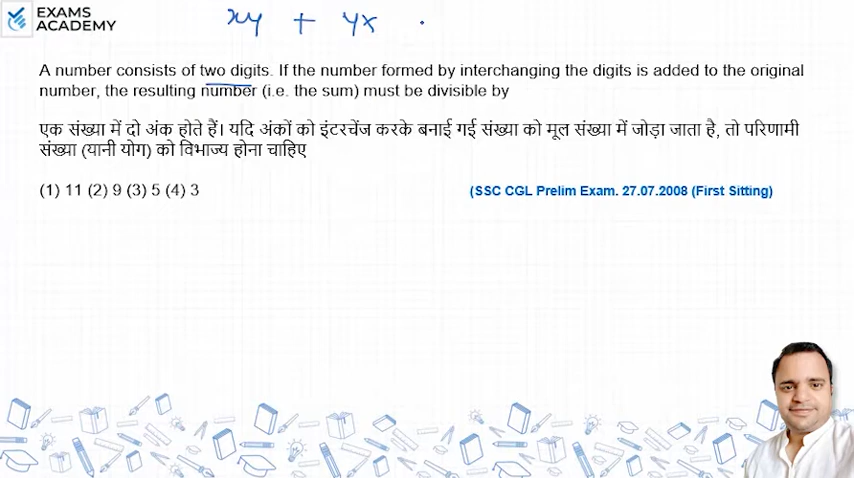 EXAMS
ACADEMY
xy + yx
A number consists of two digits. If the number formed by interchanging the digits is added to the original
number, the resulting number (i.e. the sum) must be divisible by
एक संख्या में दो अंक होते हैं। यदि अंकों को इंटरचेंज करके बनाई गई संख्या को मूल संख्या में जोड़ा जाता है, तो परिणामी
संख्या (यानी योग) को विभाज्य होना चाहिए
(1) 11 (2) 9 (3) 5 (4) 3 (SSC CGL Prelim Exam. 27.07.2008 (First Sitting)